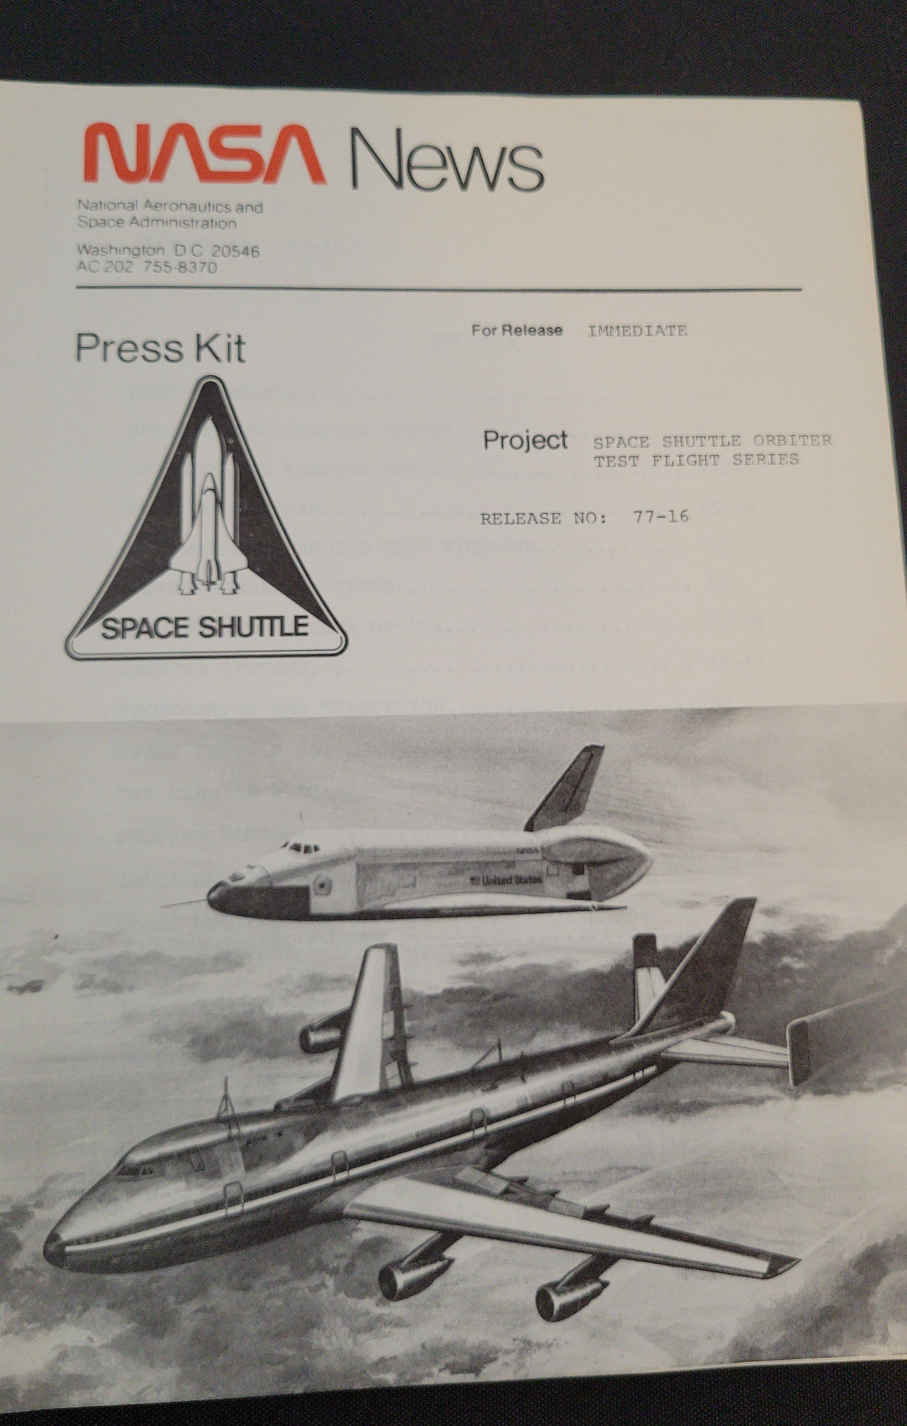 NASA News
National Aeronautics and
Space Administration
Washington D C 20546
AC 202 755-8370
For Release IMMEDIATE
Press Kit
Project SPACE SHUTTLE ORBITER
TEST FLIGHT SERIES
RELEASE NO: 77-16
SPACE SHUTTLE
NASA
United States